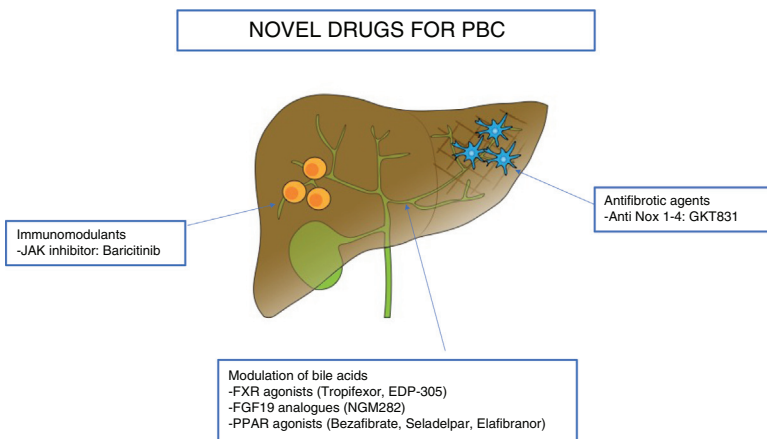 NOVEL DRUGS FOR PBC
Immunomodulants
-JAK inhibitor: Baricitinib
Antifibrotic agents
-Anti Nox 1-4: GKT831
Modulation of bile acids
-FXR agonists (Tropifexor, EDP-305)
-FGF19 analogues (NGM282)
-PPAR agonists (Bezafibrate, Seladelpar, Elafibranor)